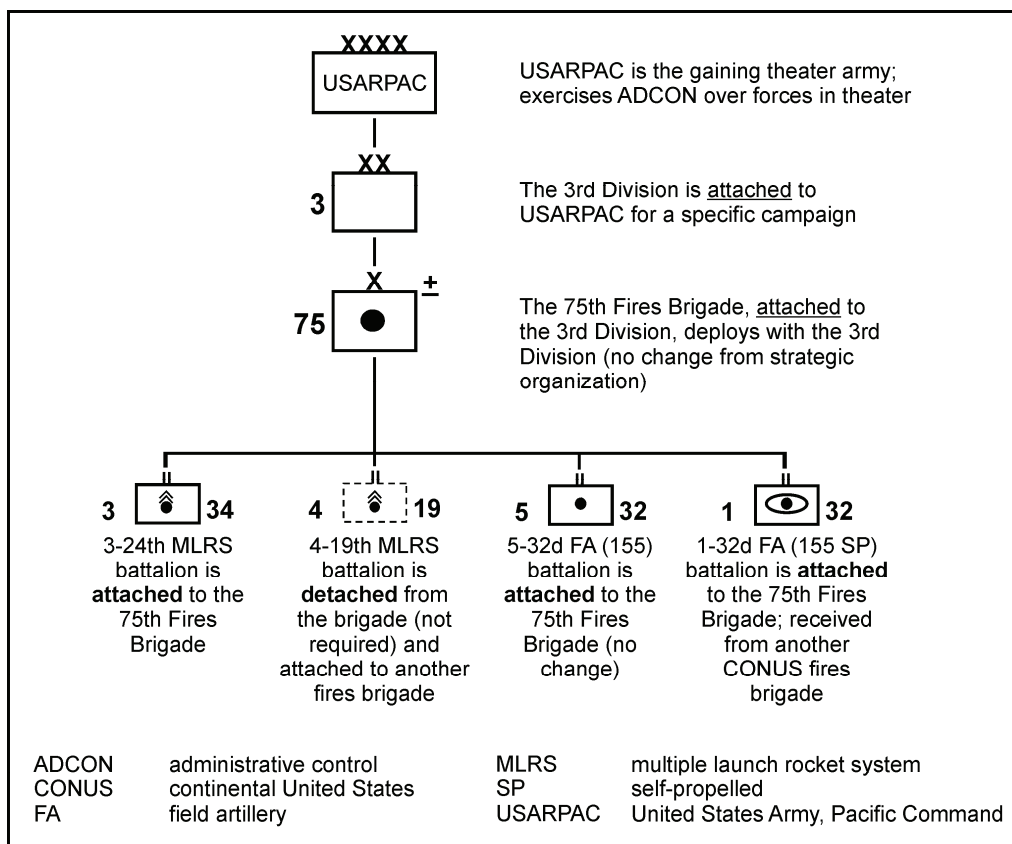 XXXX
USARPAC
USARPAC is the gaining theater army;
exercises ADCON over forces in theater
XX
3
The 3rd Division is attached to
USARPAC for a specific campaign
X
±
75
The 75th Fires Brigade, attached to
the 3rd Division, deploys with the 3rd
Division (no change from strategic
organization)
II
3
34
3-24th MLRS
battalion is
attached to the
75th Fires
Brigade
II
4
19
4-19th MLRS
battalion is
detached from
the brigade (not
required) and
attached to another
fires brigade
II
5
32
5-32d FA (155)
battalion is
attached to the
75th Fires
Brigade (no
change)
II
1
32
1-32d FA (155 SP)
battalion is attached
to the 75th Fires
Brigade; received
from another
CONUS fires
brigade
ADCON administrative control
CONUS continental United States
FA field artillery
MLRS multiple launch rocket system
SP self-propelled
USARPAC United States Army, Pacific Command